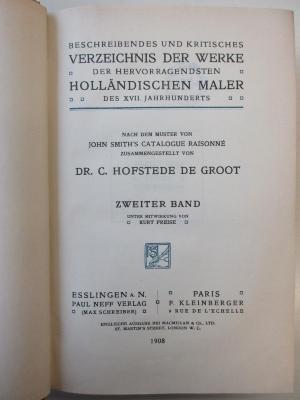 BESCHREIBENDES UND KRITISCHES
VERZEICHNIS DER WERKE
DER HERVORRAGENDSTEN
HOLLÄNDISCHEN MALER
DES XVII. JAHRHUNDERTS
NACH DEM MUSTER VON
JOHN SMITH'S CATALOGUE RAISONNÉ
ZUSAMMENGESTELLT VON
DR. C. HOFSTEDE DE GROOT
ZWEITER BAND
UNTER MITWIRKUNG VON
KURT FREISE
ESSLINGEN A. N.
PAUL NEFF VERLAG
(MAX SCHREIBER)
PARIS
F. KLEINBERGER
9 RUE DE L'ECHELLE
ENGLISCHE AUSGABE BEI MACMILLAN & CO., LTD.
ST. MARTIN'S STREET, LONDON W. C.
1908